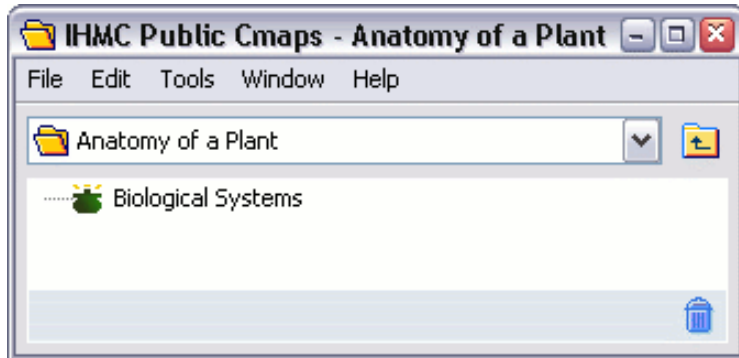 IHMC Public Cmaps - Anatomy of a Plant
File Edit Tools Window Help
Anatomy of a Plant
Biological Systems